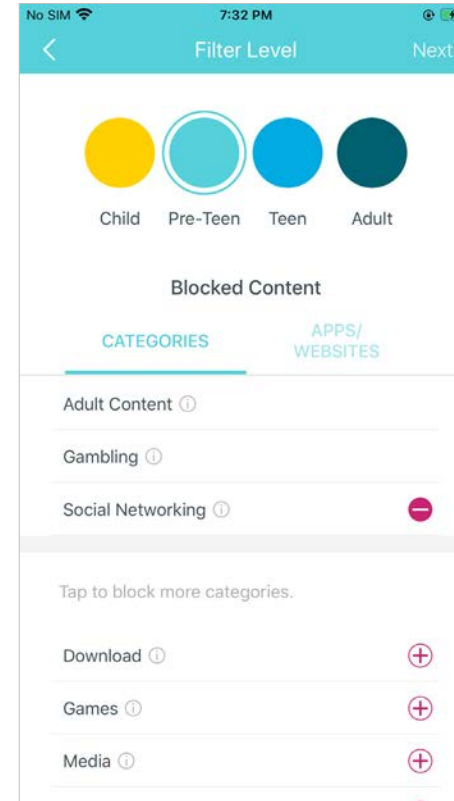 No SIM 7:32 PM
Filter Level Next
Child Pre-Teen Teen Adult
Blocked Content
CATEGORIES APPS/
WEBSITES
Adult Content
Gambling
Social Networking
Tap to block more categories.
Download
Games
Media